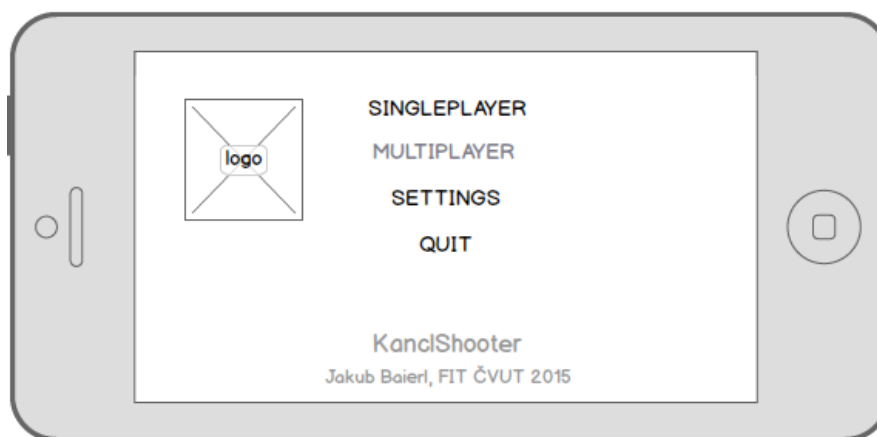 logo
SINGLEPLAYER
MULTIPLAYER
SETTINGS
QUIT
KanclShooter
Jakub Baierl, FIT ČVUT 2015